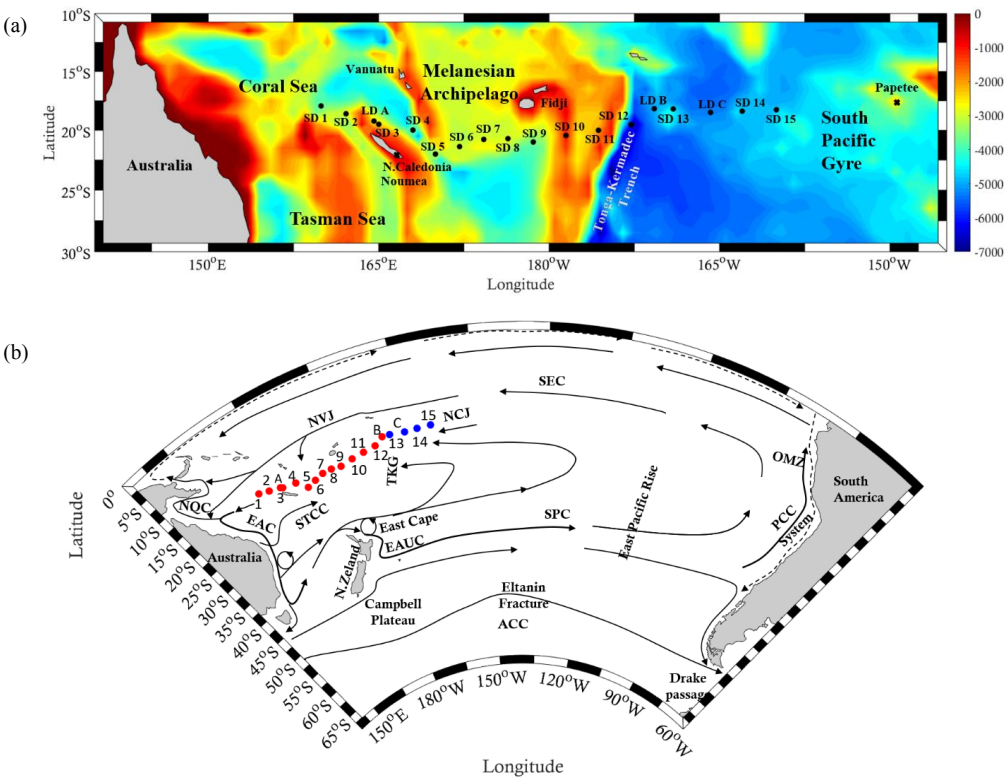 (a)
10°S
15°S
20°S
25°S
30°S
Latitude
Coral Sea
Vanuatu
Melanesian
Archipelago
Fidji
Papetee
SD 1
SD 2
LD A
SD 3
SD 4
SD 5
SD 6
SD 7
SD 8
SD 9
SD 10
SD 11
SD 12
LD B
SD 13
LD C
SD 14
SD 15
South
Pacific
Gyre
Australia
N.Caledonia
Noumea
Tasman Sea
Tonga-Kermadec
Trench
150°E
165°E
180°W
165°W
150°W
Longitude
0
-1000
-2000
-3000
-4000
-5000
-6000
-7000
(b)
SEC
NVJ
NCJ
1
2
A
3
4
5
6
7
8
9
10
11
12
B
13
C
14
15
TKG
NQC
EAC
STCC
East Cape
EAUC
SPC
East Pacific Rise
OMZ
PCC
System
South
America
Australia
N.Zeland
Campbell
Plateau
Eltanin
Fracture
ACC
Drake
passage
0°
5°S
10°S
15°S
20°S
25°S
30°S
35°S
40°S
45°S
50°S
55°S
60°S
65°S
Latitude
150°E
180°W
150°W
120°W
90°W
60°W
Longitude